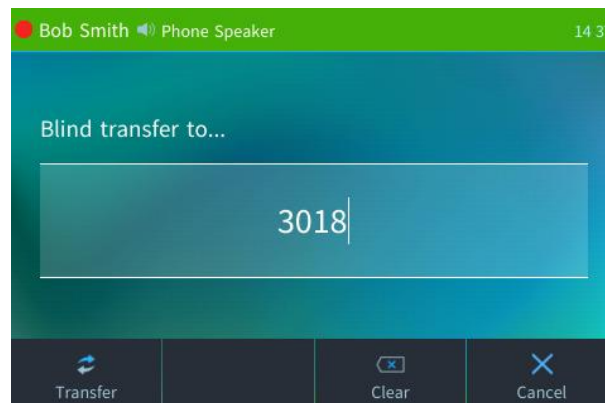 Bob Smith Phone Speaker 14 3
Blind transfer to...
3018
Transfer Clear Cancel